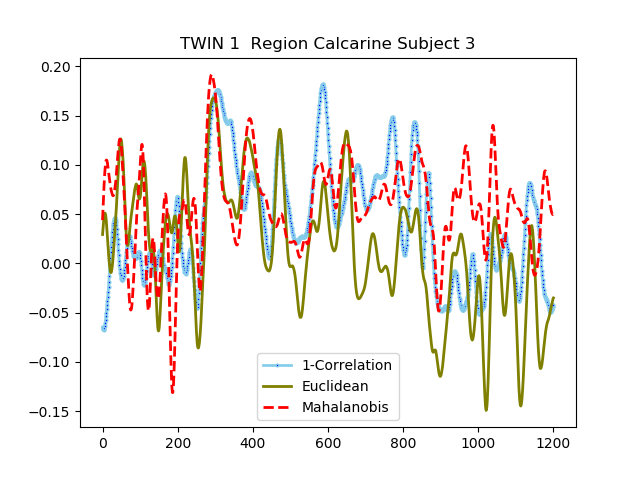 TWIN 1  Region Calcarine Subject 3
0.20
0.15
0.10
0.05
0.00
−0.05
−0.10
−0.15
1-Correlation
Euclidean
Mahalanobis
0 200 400 600 800 1000 1200